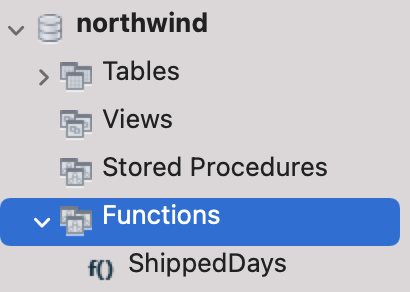 northwind
Tables
Views
Stored Procedures
Functions
f() ShippedDays